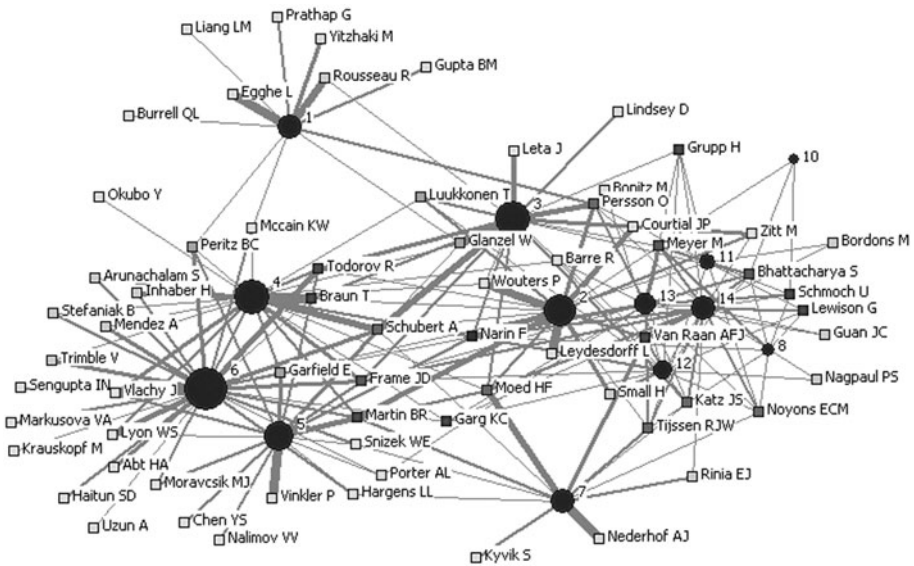 Prathap G
Liang LM
Yitzhaki M
Gupta BM
Rousseau R
Egghe L
Burrell QL
1
Lindsey D
Leta J
Grupp H
10
Okubo Y
Luukkonen T
3
Bonitz M
Persson O
Mccain KW
Courtial JP
Zitt M
Peritz BC
Glanzel W
Meyer M
Bordons M
Barre R
11
Arunachalam S
Todorov R
4
Bhattacharya S
Inhaber H
Wouters P
Braun T
2
13
14
Schmoch U
Stefaniak B
Lewison G
Mendez A
Schubert A
Narin F
Van Raan AFJ
Guan JC
Leydesdorff L
8
Trimble V
6
Garfield E
Frame JD
12
Sengupta IN
Vlachy J
Moed HF
Small H
Nagpaul PS
Katz JS
Markusova VA
Martin BR
Garg KC
Noyons ECM
Lyon WS
5
Tijssen RJW
Krauskopf M
Snizek WE
Abt HA
Porter AL
Rinia EJ
Moravcsik MJ
Haitun SD
Vinkler P
Hargens LL
7
Uzun A
Chen YS
Nalimov VV
Nederhof AJ
Kyvik S